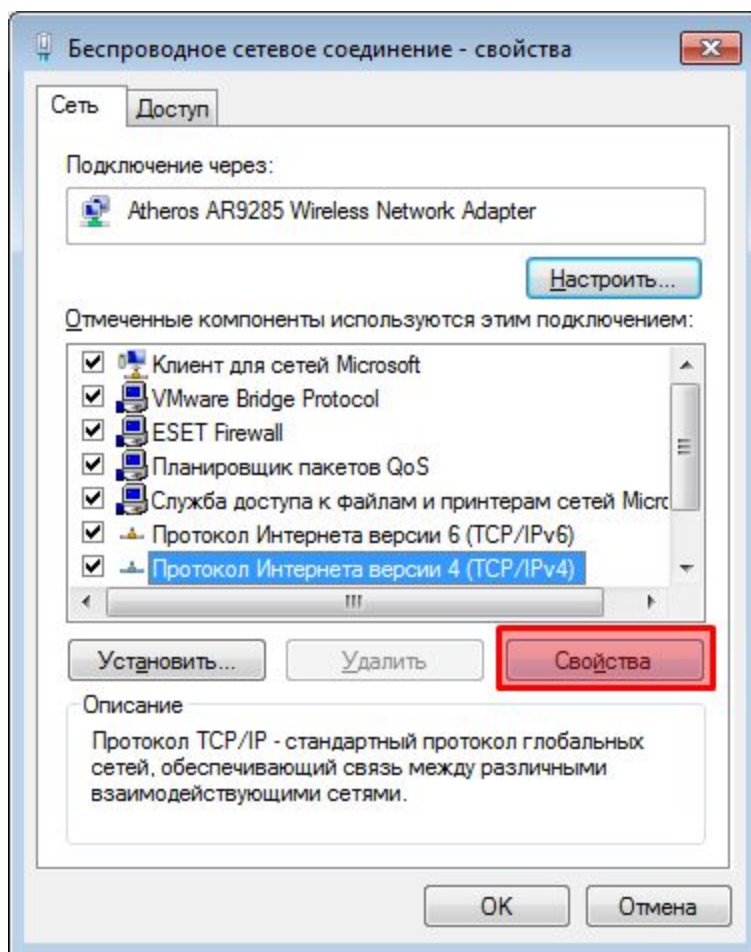 Беспроводное сетевое соединение - свойства
Сеть Доступ
Подключение через:
Atheros AR9285 Wireless Network Adapter
Настроить...
Отмеченные компоненты используются этим подключением:
Клиент для сетей Microsoft
VMware Bridge Protocol
ESET Firewall
Планировщик пакетов QoS
Служба доступа к файлам и принтерам сетей Micro
Протокол Интернета версии 6 (TCP/IPv6)
Протокол Интернета версии 4 (TCP/IPv4)
Установить... Удалить Свойства
Описание
Протокол TCP/IP - стандартный протокол глобальных
сетей, обеспечивающий связь между различными
взаимодействующими сетями.
OK Отмена